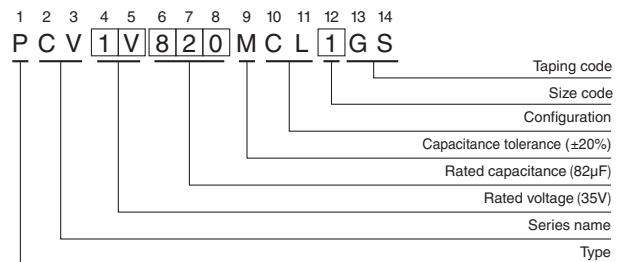 1 2 3 4 5 6 7 8 9 10 11 12 13 14
P C V 1 V 8 2 0 M C L 1 G S
Taping code
Size code
Configuration
Capacitance tolerance (±20%)
Rated capacitance (82µF)
Rated voltage (35V)
Series name
Type